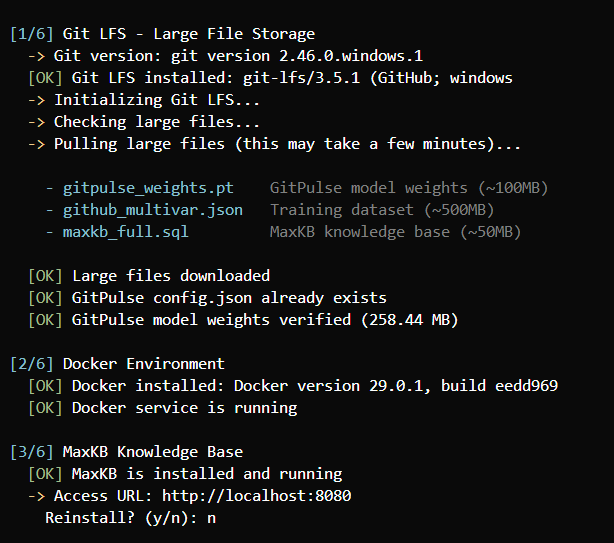 [1/6] Git LFS - Large File Storage
-> Git version: git version 2.46.0.windows.1
[OK] Git LFS installed: git-lfs/3.5.1 (GitHub; windows
-> Initializing Git LFS...
-> Checking large files...
-> Pulling large files (this may take a few minutes)...
- gitpulse_weights.pt    GitPulse model weights (~100MB)
- github_multivar.json   Training dataset (~500MB)
- maxkb_full.sql         MaxKB knowledge base (~50MB)
[OK] Large files downloaded
[OK] GitPulse config.json already exists
[OK] GitPulse model weights verified (258.44 MB)
[2/6] Docker Environment
[OK] Docker installed: Docker version 29.0.1, build eedd969
[OK] Docker service is running
[3/6] MaxKB Knowledge Base
[OK] MaxKB is installed and running
-> Access URL: http://localhost:8080
Reinstall? (y/n): n